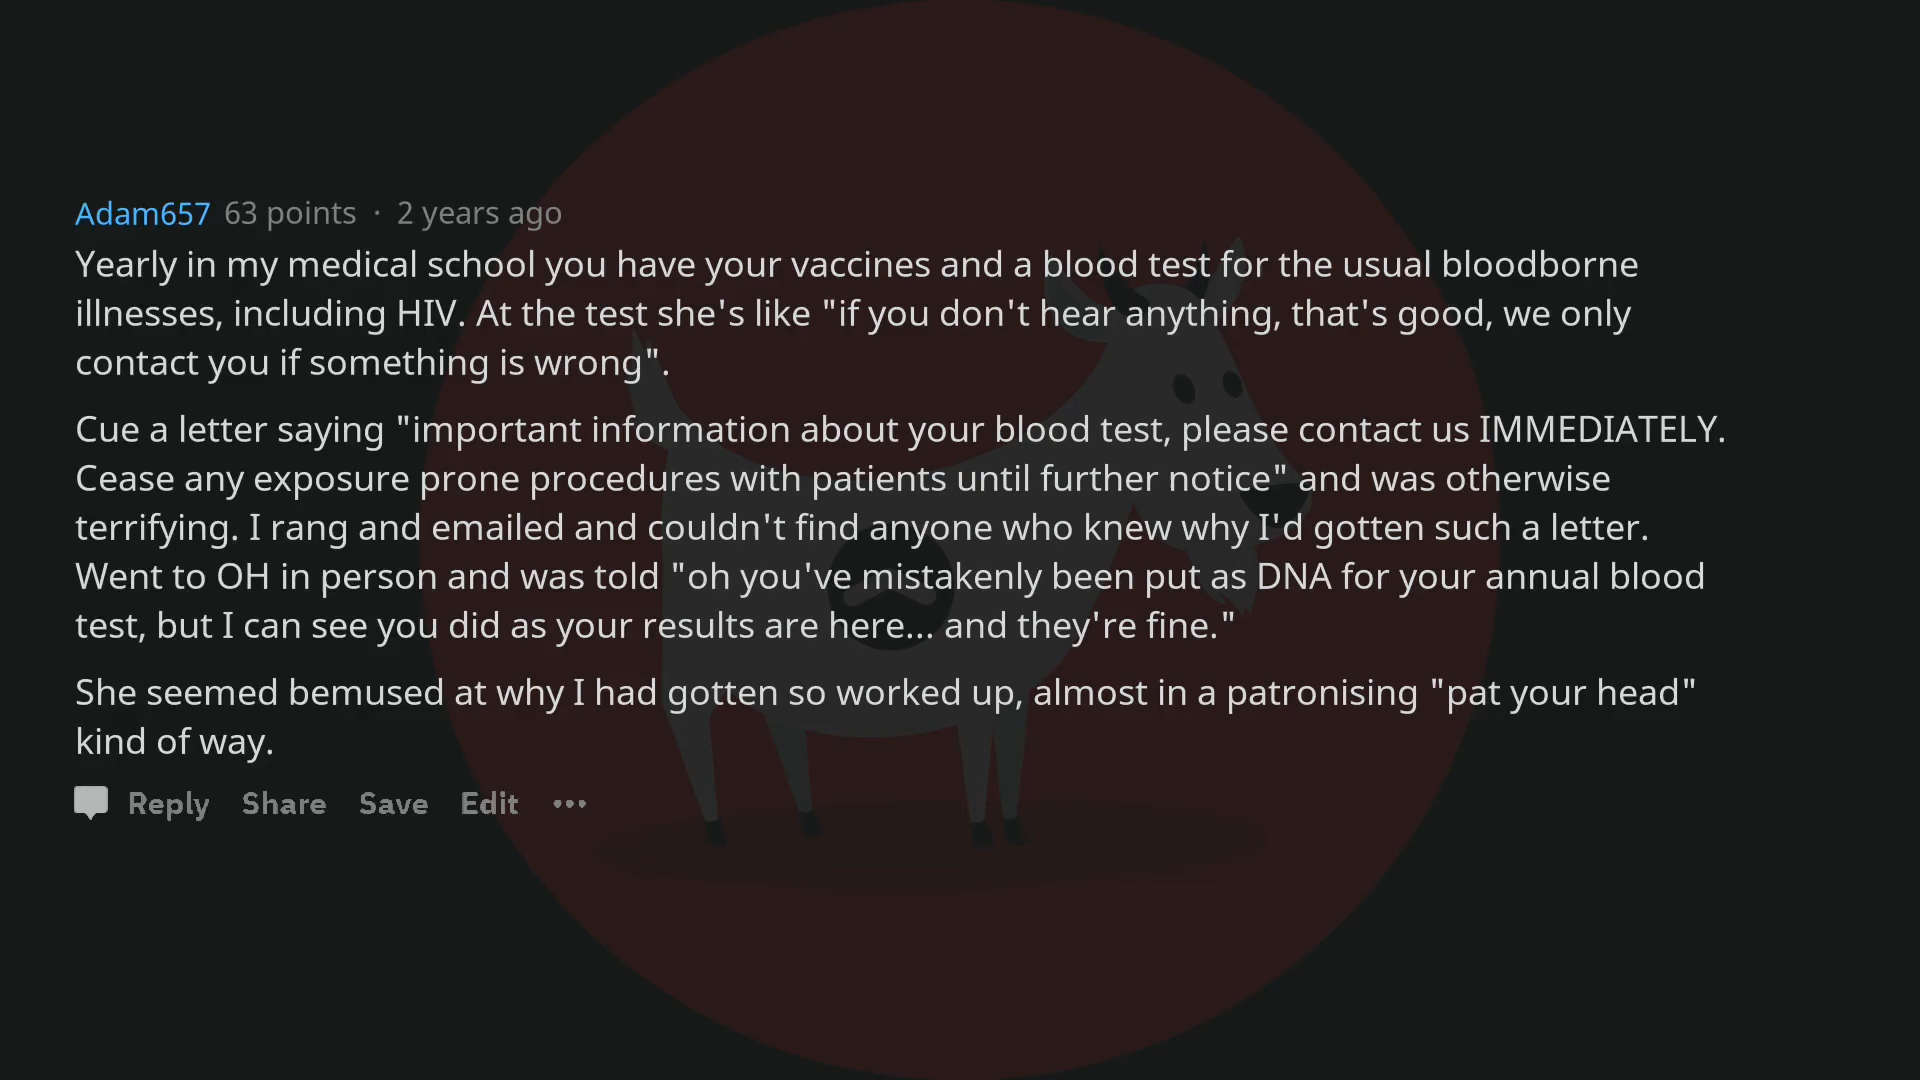 Adam657 63 points · 2 years ago
Yearly in my medical school you have your vaccines and a blood test for the usual bloodborne
illnesses, including HIV. At the test she's like "if you don't hear anything, that's good, we only
contact you if something is wrong".
Cue a letter saying "important information about your blood test, please contact us IMMEDIATELY.
Cease any exposure prone procedures with patients until further notice" and was otherwise
terrifying. I rang and emailed and couldn't find anyone who knew why I'd gotten such a letter.
Went to OH in person and was told "oh you've mistakenly been put as DNA for your annual blood
test, but I can see you did as your results are here... and they're fine."
She seemed bemused at why I had gotten so worked up, almost in a patronising "pat your head"
kind of way.
Reply Share Save Edit •••